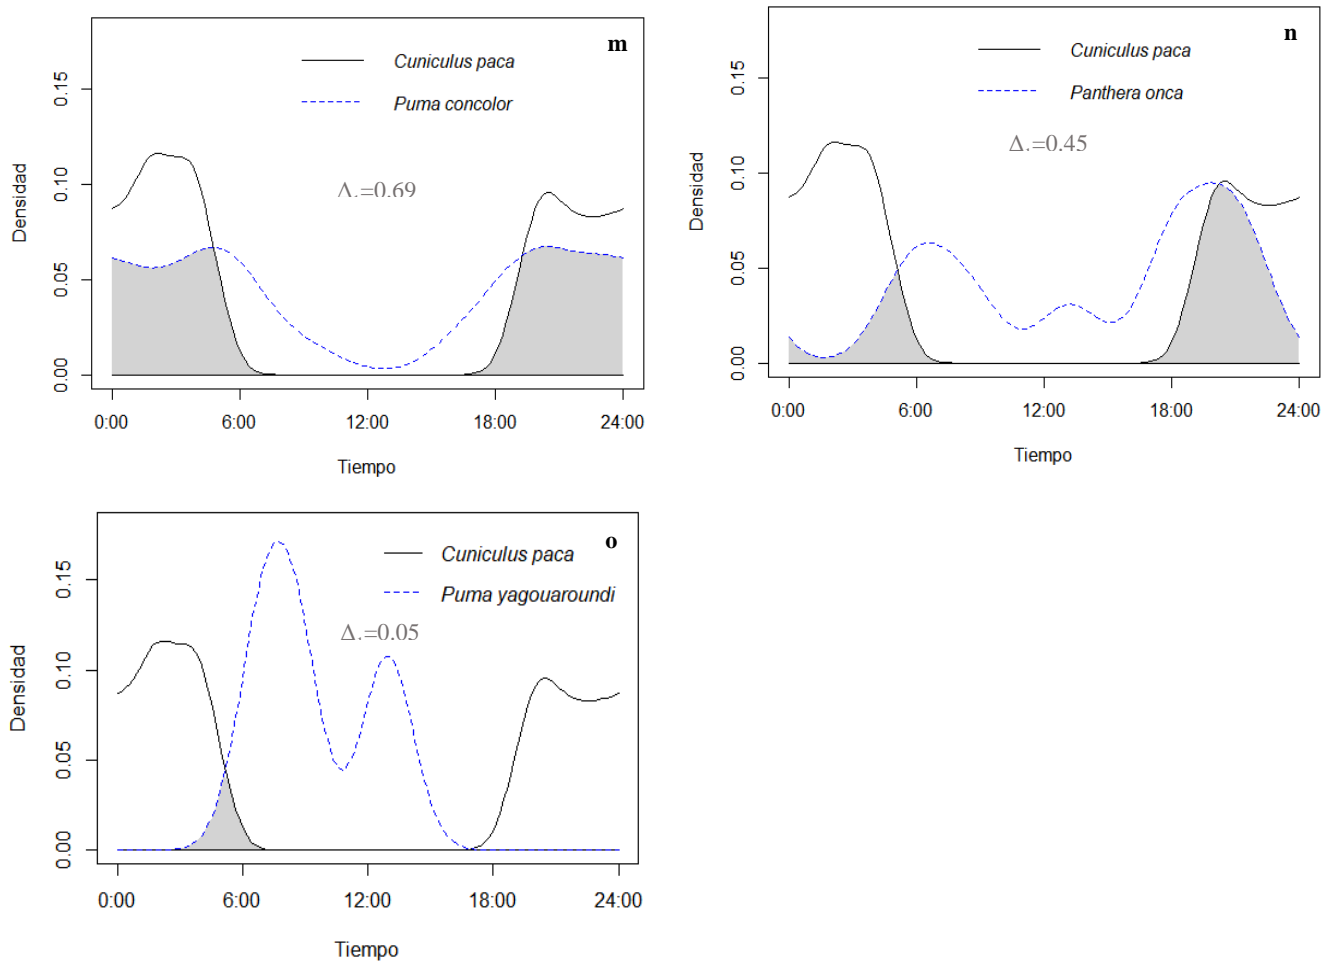 m
Cuniculus paca
Puma concolor
Δ.=0.69
Densidad
0.00 0.05 0.10 0.15
0:00 6:00 12:00 18:00 24:00
Tiempo
n
Cuniculus paca
Panthera onca
Δ.=0.45
Densidad
0.00 0.05 0.10 0.15
0:00 6:00 12:00 18:00 24:00
Tiempo
o
Cuniculus paca
Puma yagouaroundi
Δ.=0.05
Densidad
0.00 0.05 0.10 0.15
0:00 6:00 12:00 18:00 24:00
Tiempo